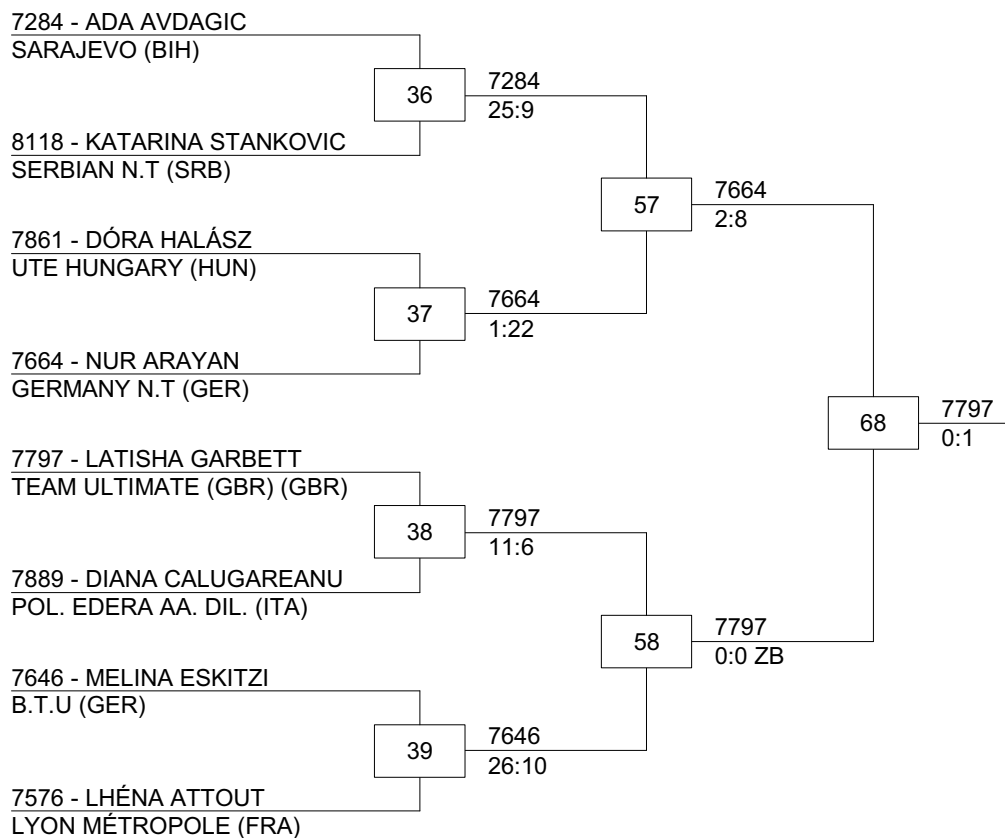 7284 - ADA AVDAGIC
SARAJEVO (BIH)
36
7284
25:9
8118 - KATARINA STANKOVIC
SERBIAN N.T (SRB)
57
7664
2:8
7861 - DÓRA HALÁSZ
UTE HUNGARY (HUN)
37
7664
1:22
7664 - NUR ARAYAN
GERMANY N.T (GER)
68
7797
0:1
7797 - LATISHA GARBETT
TEAM ULTIMATE (GBR) (GBR)
38
7797
11:6
7889 - DIANA CALUGAREANU
POL. EDERA AA. DIL. (ITA)
58
7797
0:0 ZB
7646 - MELINA ESKITZI
B.T.U (GER)
39
7646
26:10
7576 - LHÉNA ATTOUT
LYON MÉTROPOLE (FRA)